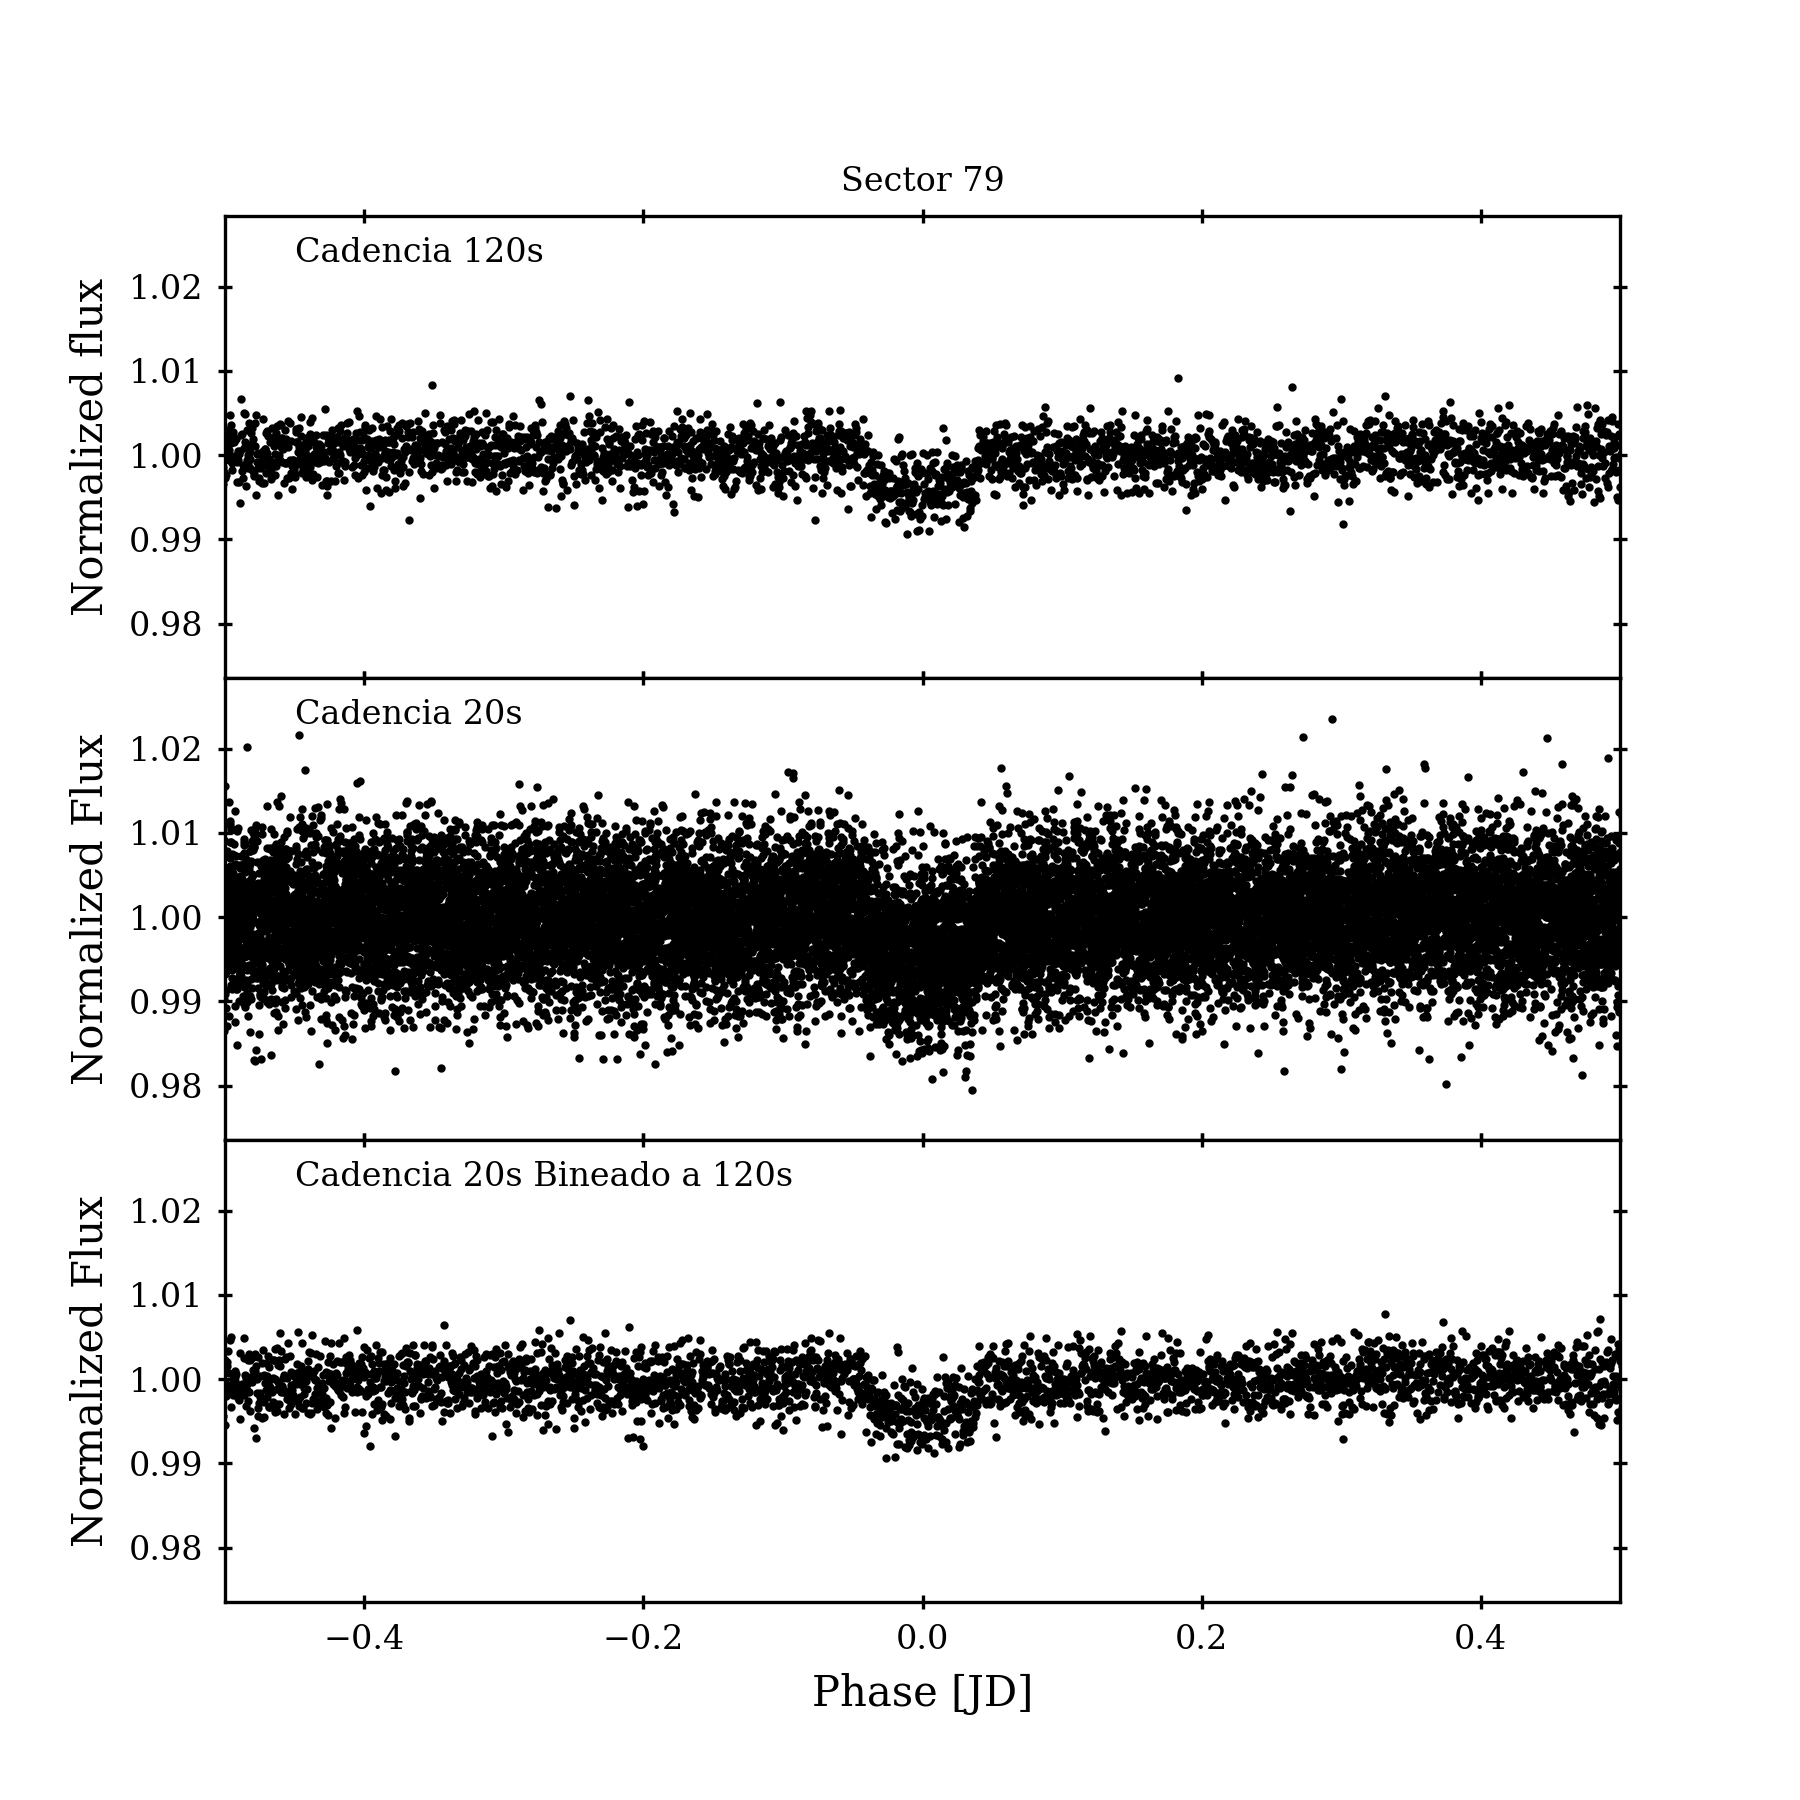 Sector 79
Cadencia 120s
Normalized flux
1.02
1.01
1.00
0.99
0.98
Cadencia 20s
Normalized Flux
1.02
1.01
1.00
0.99
0.98
Cadencia 20s Bineado a 120s
Normalized Flux
1.02
1.01
1.00
0.99
0.98
−0.4 −0.2 0.0 0.2 0.4
Phase [JD]